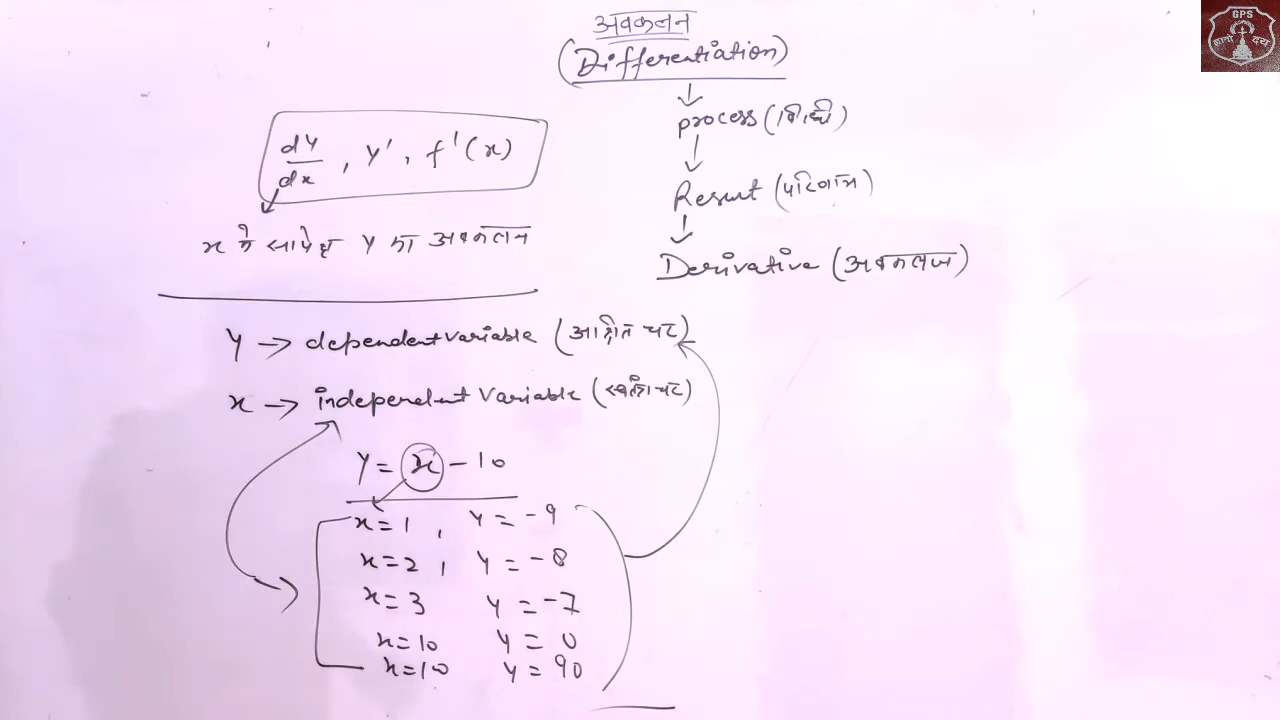 अवकलन
(Differentiation)
↓
process (विधी)
↓
Result (परिणाम)
↓
Derivative (अवकलज)
dy/dx , y' , f'(x)
x के सापेक्ष y का अवकलन
y → dependent variable (आश्रीत चर)
x → independent variable (स्वतंत्र चर)
y = x - 10
x = 1 , y = -9
x = 2 , y = -8
x = 3 y = -7
x = 10 y = 0
x = 10 y = 90
GPS